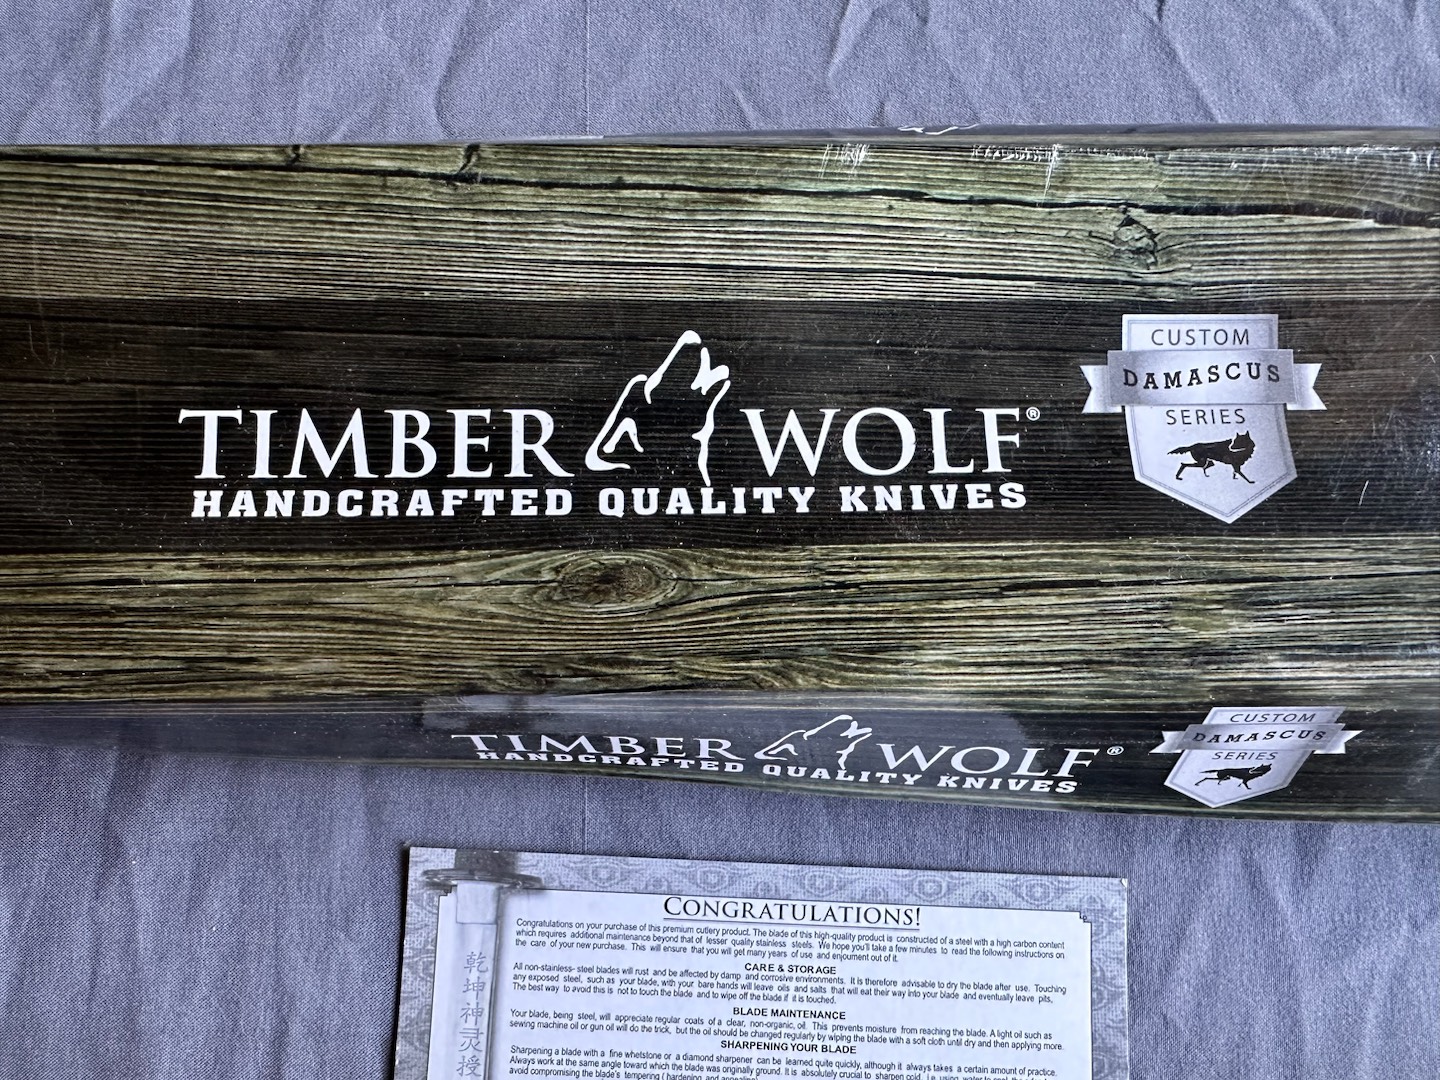 TIMBER WOLF®
HANDCRAFTED QUALITY KNIVES
CUSTOM
DAMASCUS
SERIES
TIMBER WOLF®
HANDCRAFTED QUALITY KNIVES
CUSTOM
DAMASCUS
SERIES
CONGRATULATIONS!
Congratulations on your purchase of this premium cutlery product. The blade of this high-quality product is constructed of a steel with a high carbon content
which requires additional maintenance beyond that of lesser quality stainless steels. We hope you'll take a few minutes to read the following instructions on
the care of your new purchase. This will ensure that you will get many years of use and enjoument out of it.
CARE & STORAGE
All non-stainless- steel blades will rust and be affected by damp and corrosive environments. It is therefore advisable to dry the blade after use. Touching
any exposed steel, such as your blade, with your bare hands will leave oils and salts that will eat their way into your blade and eventually leave pits,
The best way to avoid this is not to touch the blade and to wipe off the blade if it is touched.
BLADE MAINTENANCE
Your blade, being steel, will appreciate regular coats of a clear, non-organic, oil. This prevents moisture from reaching the blade. A light oil such as
sewing machine oil or gun oil will do the trick, but the oil should be changed regularly by wiping the blade with a soft cloth until dry and then applying more.
SHARPENING YOUR BLADE
Sharpening a blade with a fine whetstone or a diamond sharpener can be learned quite quickly, although it always takes a certain amount of practice.
Always work at the same angle toward which the blade was originally ground. It is absolutely crucial to sharpen cold, i.e. using water to cool
avoid compromising the blade's tempering ( hardening and annealing)
乾坤神灵授